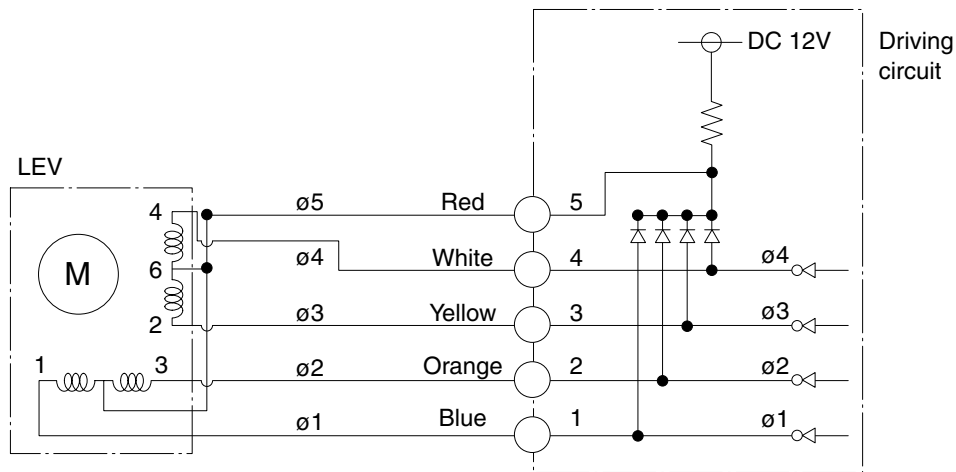 DC 12V
Driving
circuit
LEV
ø5 Red 5
4
ø4 White 4 ø4
M
6
ø3 Yellow 3 ø3
2
1 3
ø2 Orange 2 ø2
ø1 Blue 1 ø1